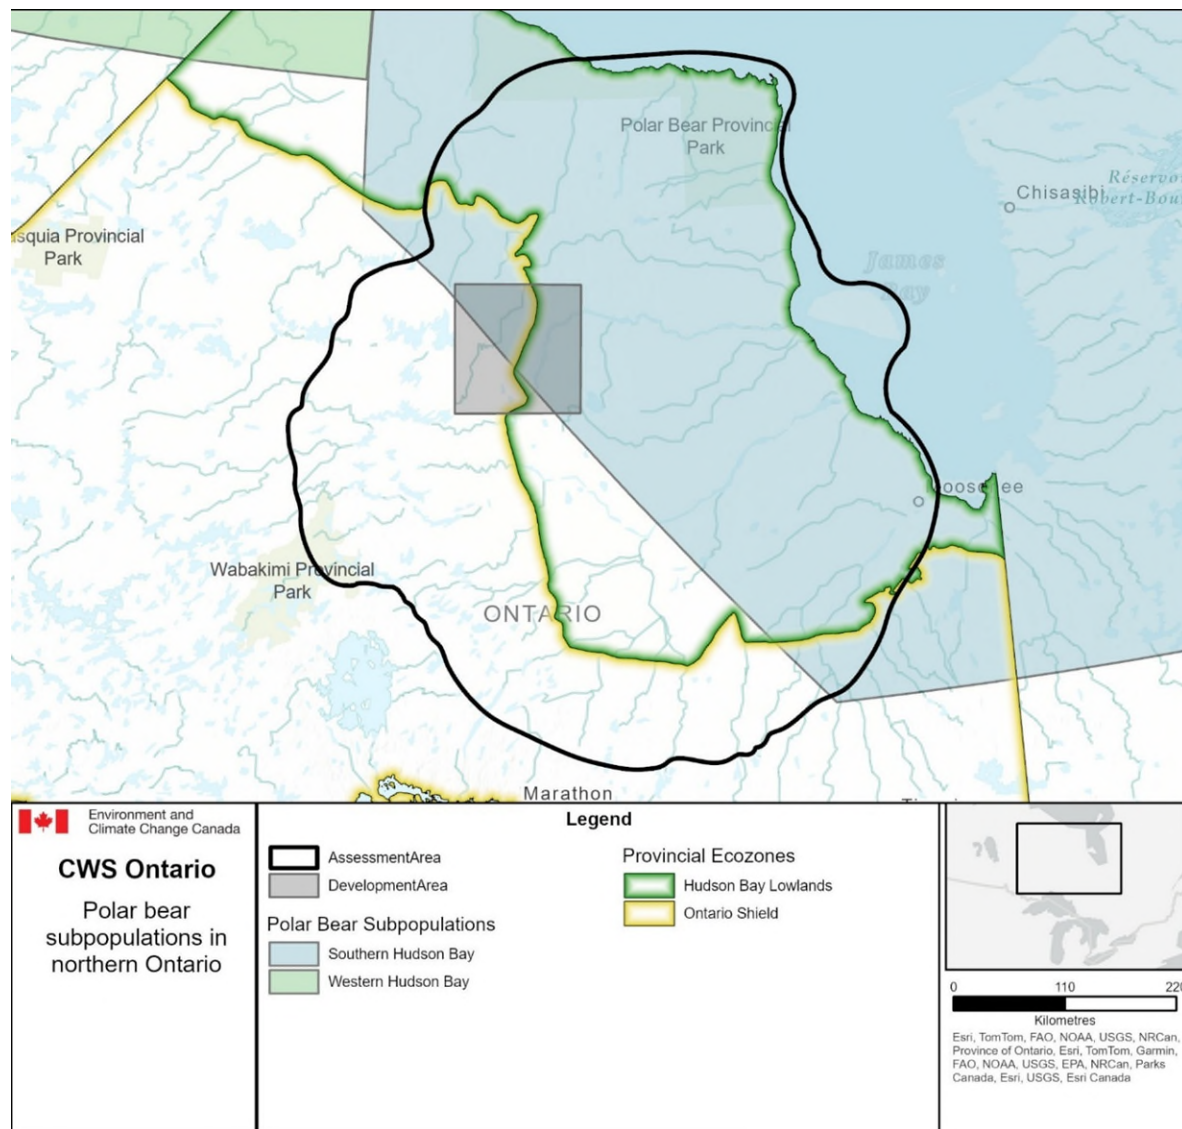 Polar Bear Provincial
Park
Chisasibi
Réservoi
Robert-Bou
squia Provincial
Park
James
Bay
Wabakimi Provincial
Park
ONTARIO
Marathon
Environment and
Climate Change Canada
CWS Ontario
Polar bear
subpopulations in
northern Ontario
Legend
AssessmentArea
DevelopmentArea
Polar Bear Subpopulations
Southern Hudson Bay
Western Hudson Bay
Provincial Ecozones
Hudson Bay Lowlands
Ontario Shield
0 110 220
Kilometres
Esri, TomTom, FAO, NOAA, USGS, NRCan,
Province of Ontario, Esri, TomTom, Garmin,
FAO, NOAA, USGS, EPA, NRCan, Parks
Canada, Esri, USGS, Esri Canada